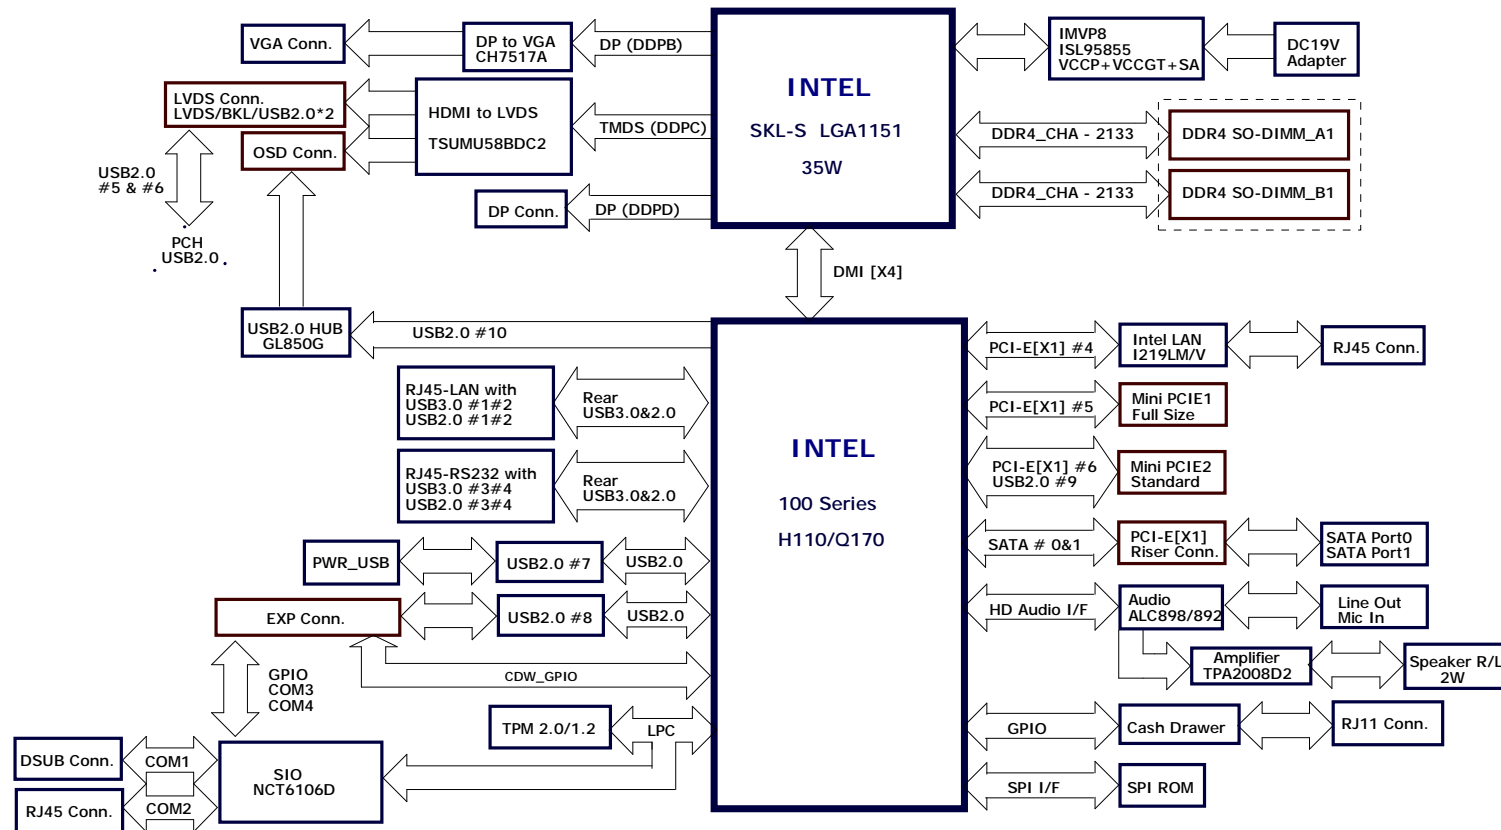 VGA Conn.
DP to VGA
CH7517A
DP (DDPB)
INTEL
SKL-S LGA1151
35W
IMVP8
ISL95855
VCCP+VCCGT+SA
DC19V
Adapter
LVDS Conn.
LVDS/BKL/USB2.0*2
HDMI to LVDS
TSUMU58BDC2
TMDS (DDPC)
OSD Conn.
DDR4_CHA - 2133
DDR4 SO-DIMM_A1
DDR4_CHA - 2133
DDR4 SO-DIMM_B1
USB2.0
#5 & #6
DP Conn.
DP (DDPD)
PCH
USB2.0
DMI [X4]
USB2.0 HUB
GL850G
USB2.0 #10
INTEL
100 Series
H110/Q170
PCI-E[X1] #4
Intel LAN
I219LM/V
RJ45 Conn.
RJ45-LAN with
USB3.0 #1#2
USB2.0 #1#2
Rear
USB3.0&2.0
PCI-E[X1] #5
Mini PCIE1
Full Size
RJ45-RS232 with
USB3.0 #3#4
USB2.0 #3#4
Rear
USB3.0&2.0
PCI-E[X1] #6
USB2.0 #9
Mini PCIE2
Standard
SATA # 0&1
PCI-E[X1]
Riser Conn.
SATA Port0
SATA Port1
PWR_USB
USB2.0 #7
USB2.0
EXP Conn.
USB2.0 #8
USB2.0
HD Audio I/F
Audio
ALC898/892
Line Out
Mic In
Amplifier
TPA2008D2
Speaker R/L
2W
GPIO
COM3
COM4
CDW_GPIO
TPM 2.0/1.2
LPC
GPIO
Cash Drawer
RJ11 Conn.
DSUB Conn.
COM1
SIO
NCT6106D
RJ45 Conn.
COM2
SPI I/F
SPI ROM